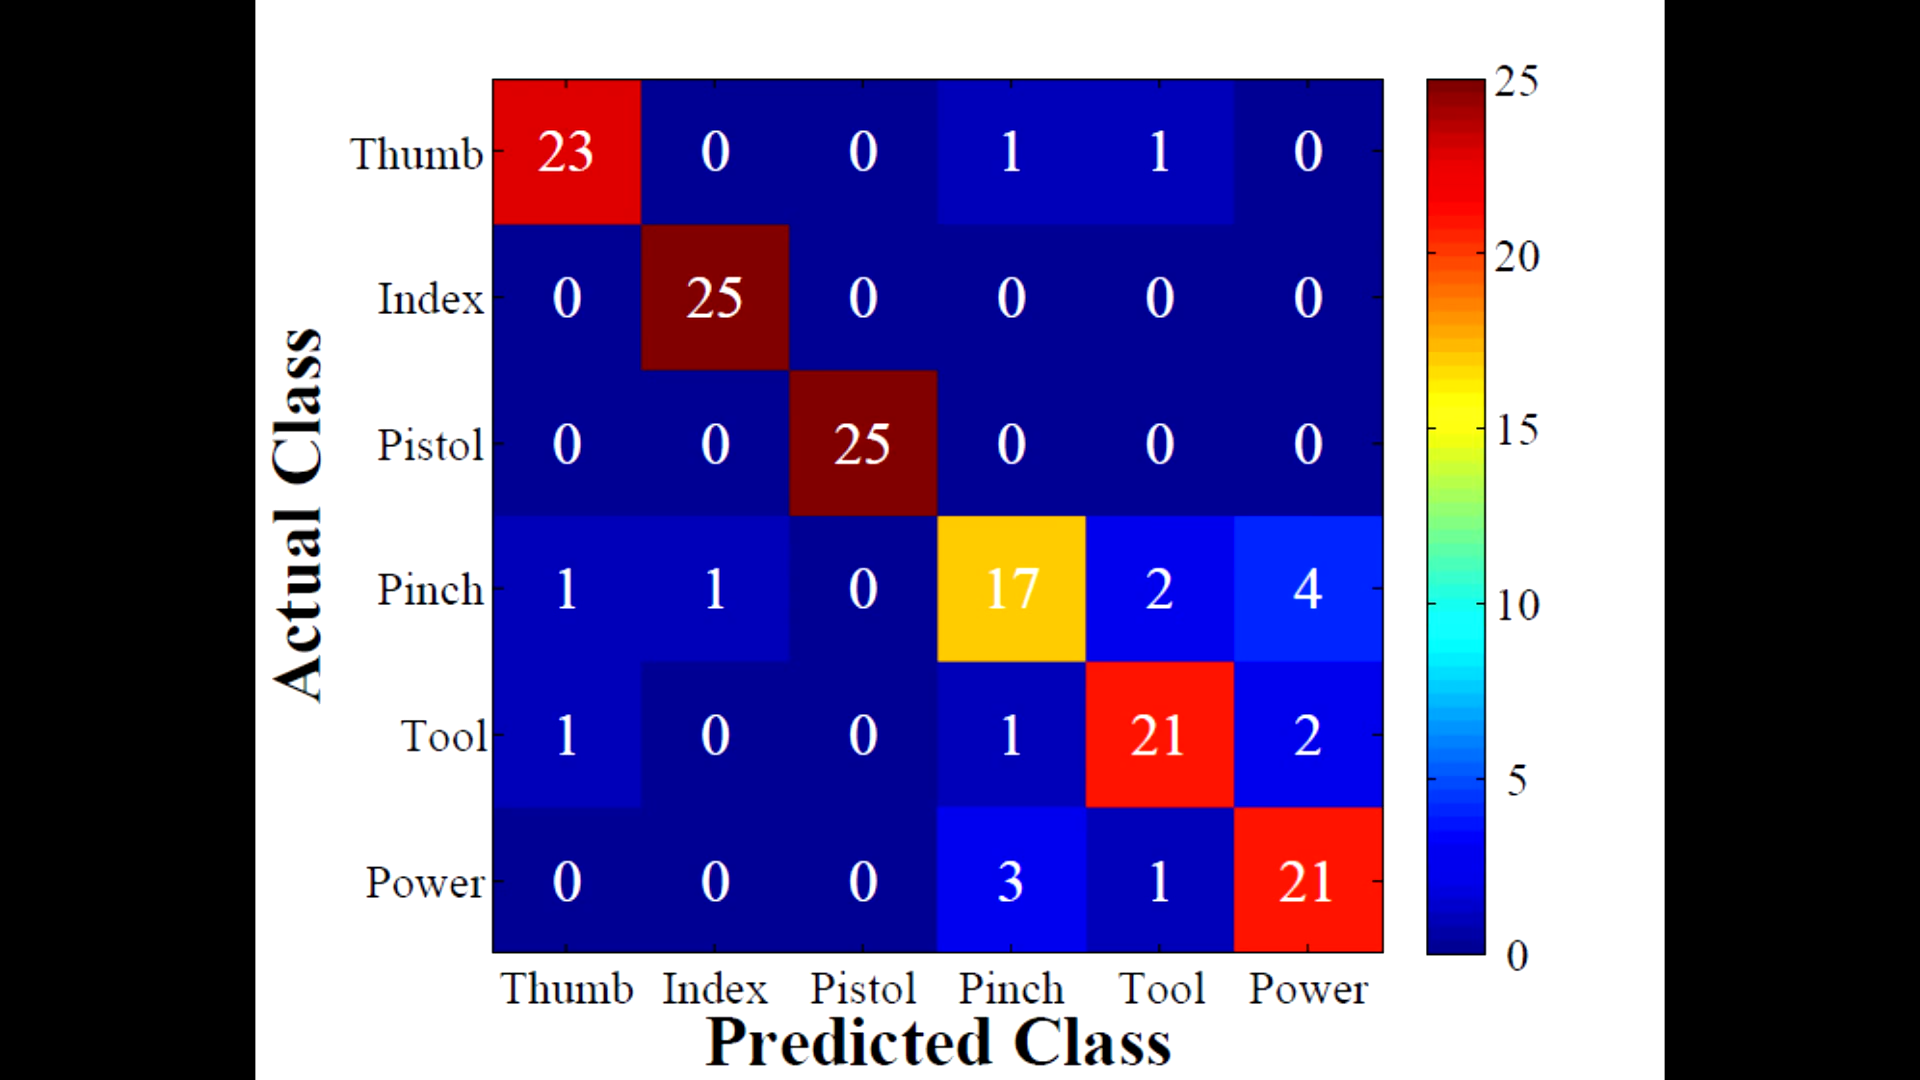 Actual Class
Thumb 23 0 0 1 1 0
Index 0 25 0 0 0 0
Pistol 0 0 25 0 0 0
Pinch 1 1 0 17 2 4
Tool 1 0 0 1 21 2
Power 0 0 0 3 1 21
Thumb Index Pistol Pinch Tool Power
Predicted Class
25
20
15
10
5
0